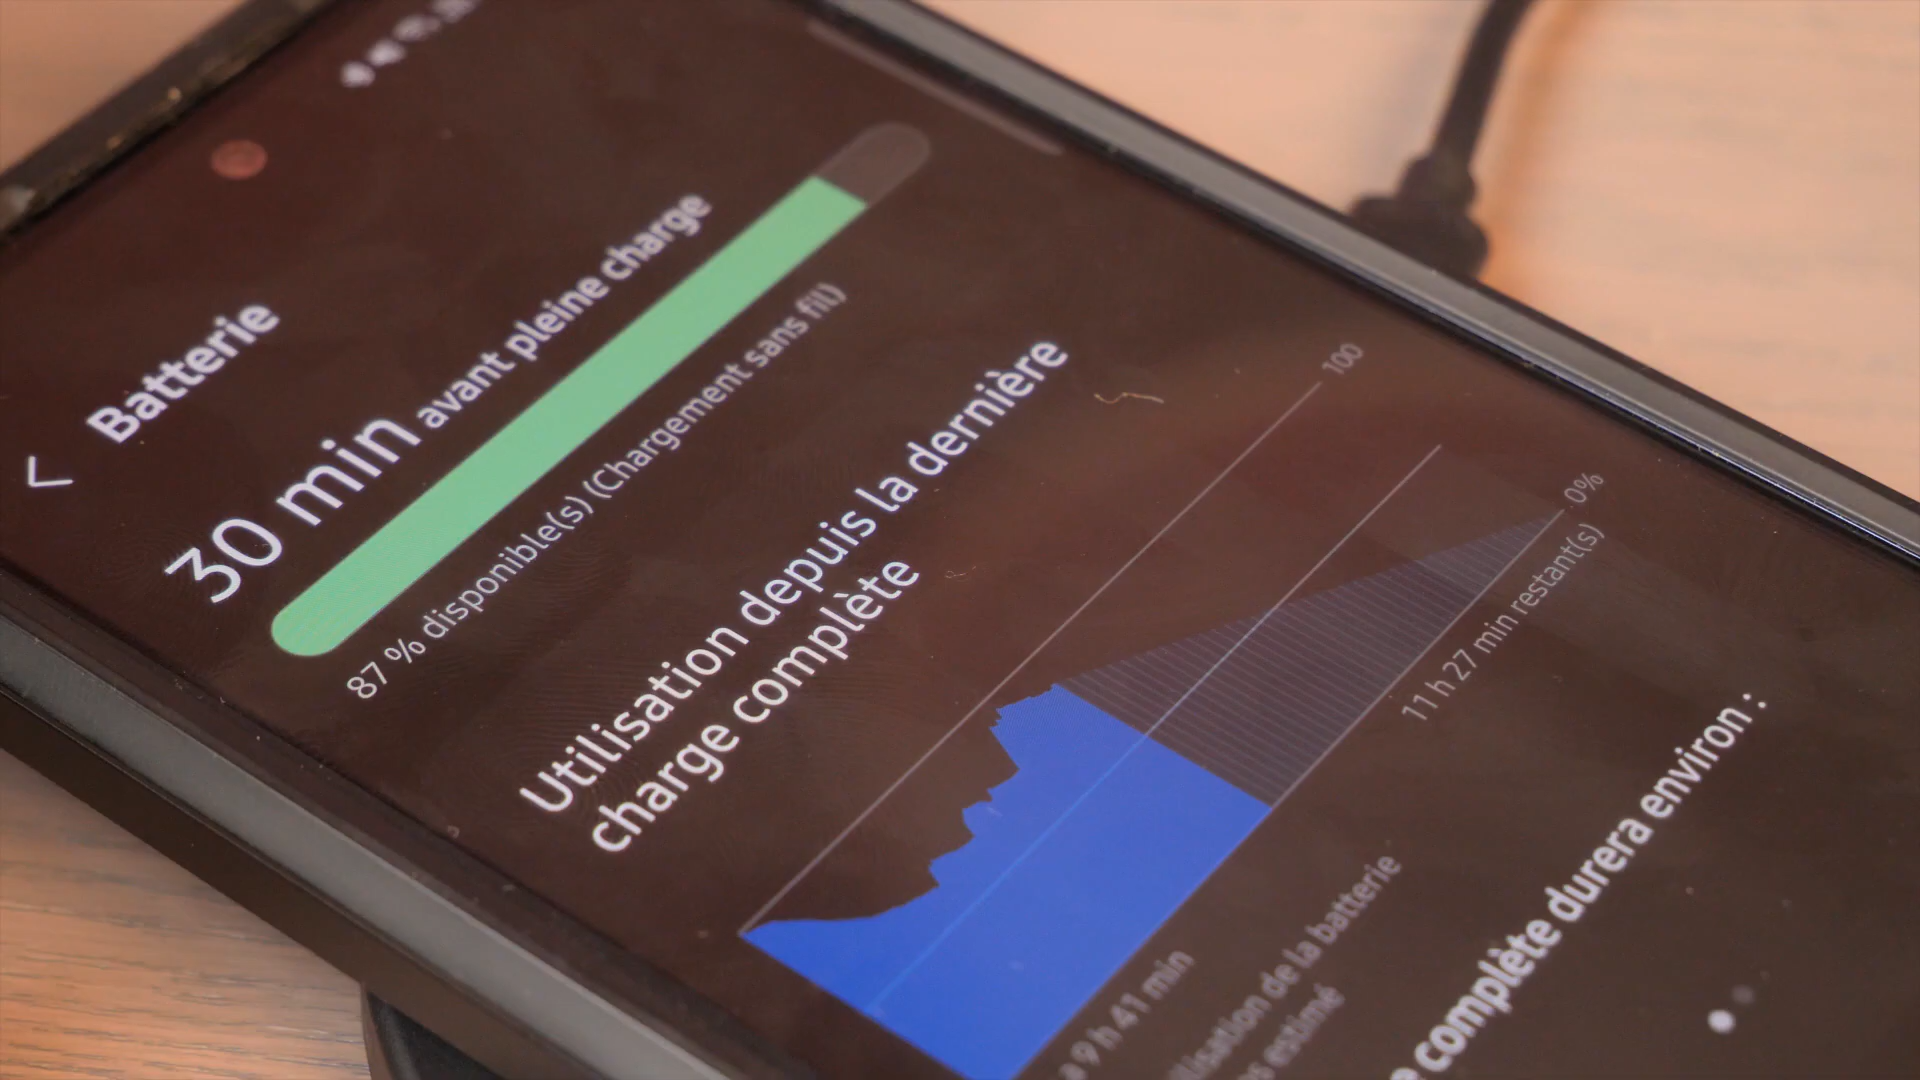 Batterie
30 min avant pleine charge
87 % disponible(s) (Chargement sans fil)
Utilisation depuis la dernière
charge complète
100
0%
a 9 h 41 min
11 h 27 min restant(s)
de la batterie
estimé
complète durera environ :